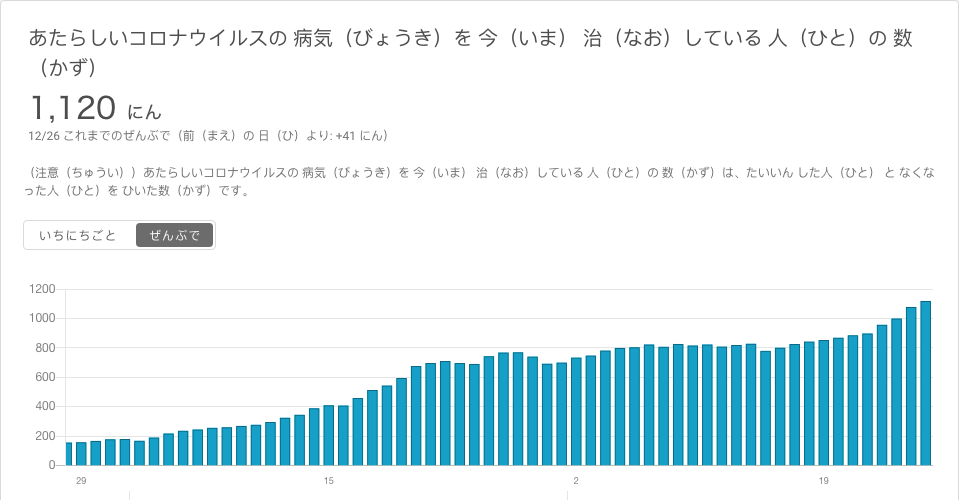 あたらしいコロナウイルスの 病気（びょうき）を 今（いま） 治（なお）している 人（ひと）の 数
（かず）
1,120 にん
12/26 これまでのぜんぶで（前（まえ）の 日（ひ）より: +41 にん）
（注意（ちゅうい））あたらしいコロナウイルスの 病気（びょうき）を 今（いま） 治（なお）している 人（ひと）の 数（かず）は、たいいん した人（ひと） と なくな
った人（ひと）を ひいた数（かず）です。
いちにちごと ぜんぶで
1200
1000
800
600
400
200
0
29 15 2 19